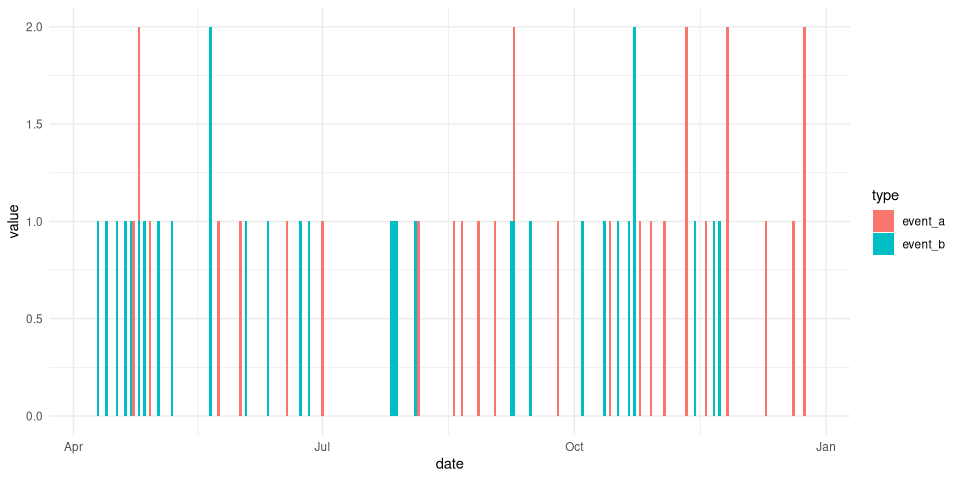 2.0
1.5
1.0
0.5
0.0
value
Apr
Jul
Oct
Jan
date
type
event_a
event_b